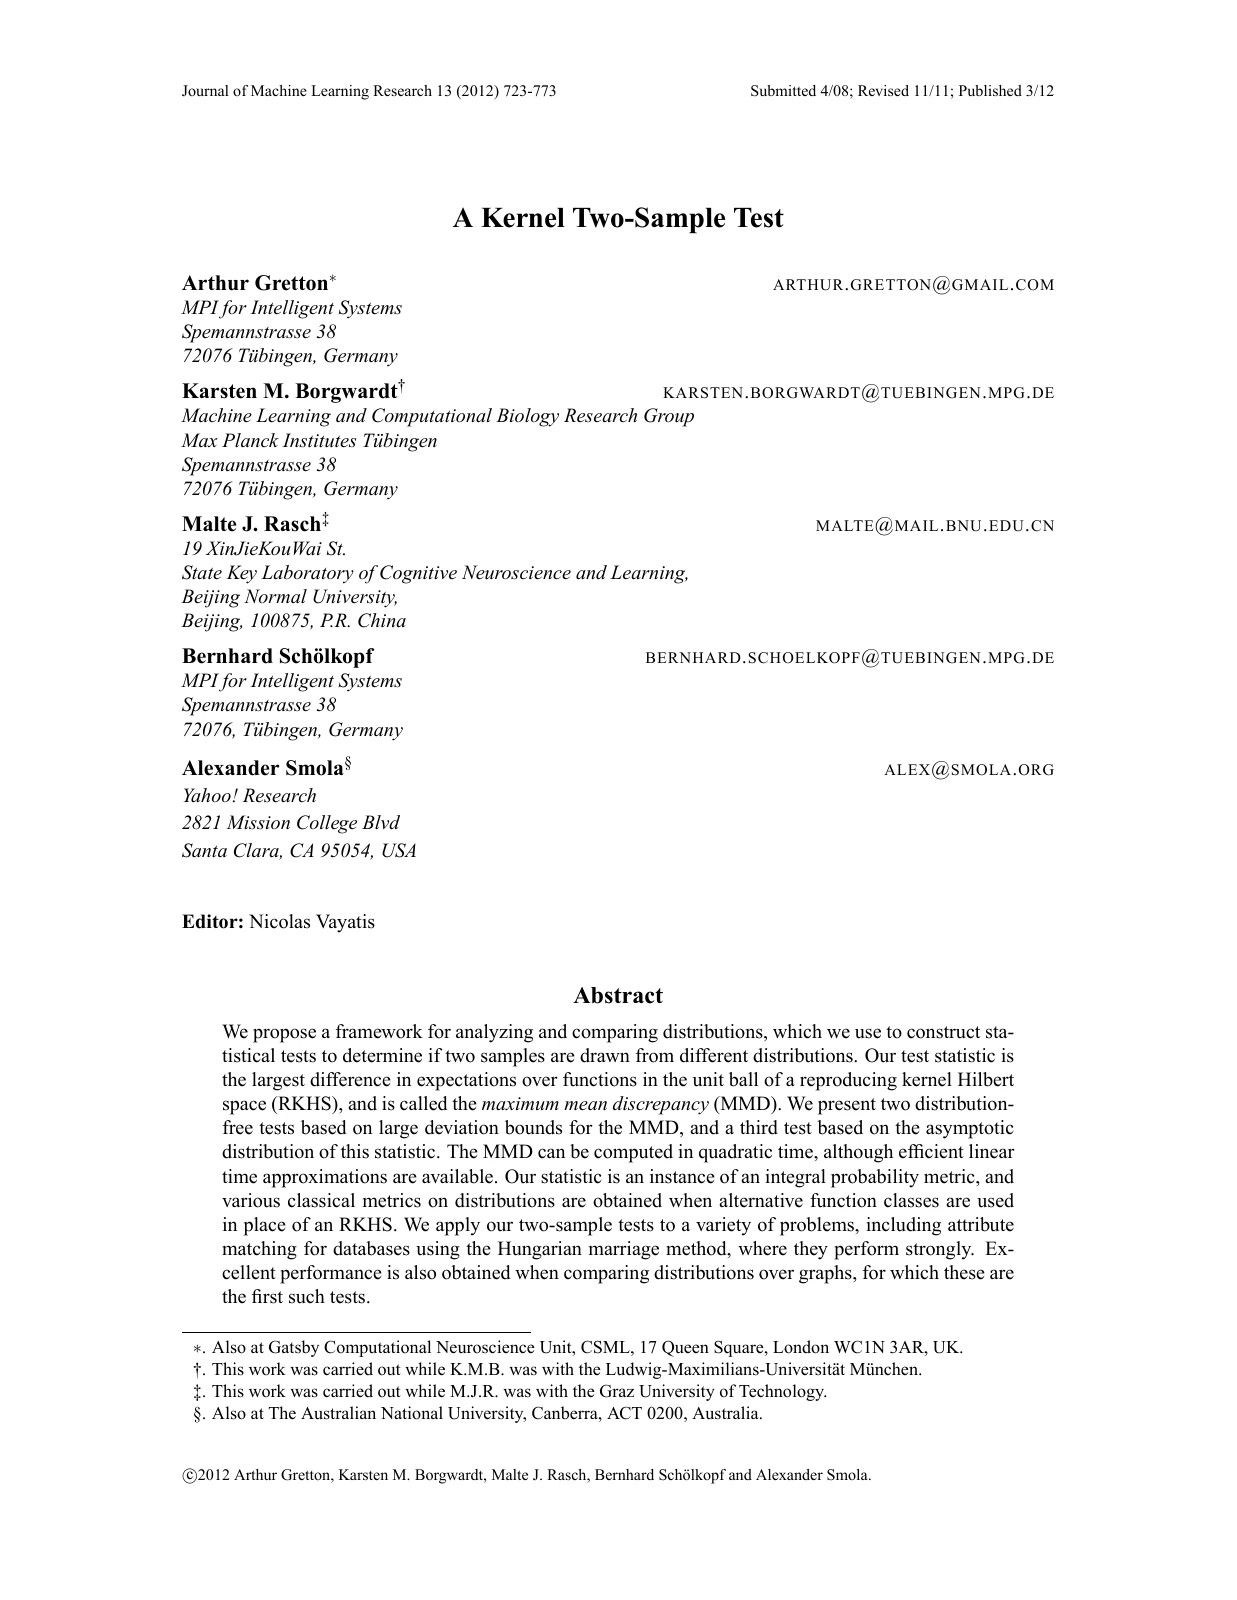 Journal of Machine Learning Research 13 (2012) 723-773 Submitted 4/08; Revised 11/11; Published 3/12
A Kernel Two-Sample Test
Arthur Gretton∗ ARTHUR.GRETTON@GMAIL.COM
MPI for Intelligent Systems
Spemannstrasse 38
72076 Tübingen, Germany
Karsten M. Borgwardt† KARSTEN.BORGWARDT@TUEBINGEN.MPG.DE
Machine Learning and Computational Biology Research Group
Max Planck Institutes Tübingen
Spemannstrasse 38
72076 Tübingen, Germany
Malte J. Rasch‡ MALTE@MAIL.BNU.EDU.CN
19 XinJieKouWai St.
State Key Laboratory of Cognitive Neuroscience and Learning,
Beijing Normal University,
Beijing, 100875, P.R. China
Bernhard Schölkopf BERNHARD.SCHOELKOPF@TUEBINGEN.MPG.DE
MPI for Intelligent Systems
Spemannstrasse 38
72076, Tübingen, Germany
Alexander Smola§ ALEX@SMOLA.ORG
Yahoo! Research
2821 Mission College Blvd
Santa Clara, CA 95054, USA
Editor: Nicolas Vayatis
Abstract
We propose a framework for analyzing and comparing distributions, which we use to construct sta-
tistical tests to determine if two samples are drawn from different distributions. Our test statistic is
the largest difference in expectations over functions in the unit ball of a reproducing kernel Hilbert
space (RKHS), and is called the maximum mean discrepancy (MMD). We present two distribution-
free tests based on large deviation bounds for the MMD, and a third test based on the asymptotic
distribution of this statistic. The MMD can be computed in quadratic time, although efficient linear
time approximations are available. Our statistic is an instance of an integral probability metric, and
various classical metrics on distributions are obtained when alternative function classes are used
in place of an RKHS. We apply our two-sample tests to a variety of problems, including attribute
matching for databases using the Hungarian marriage method, where they perform strongly. Ex-
cellent performance is also obtained when comparing distributions over graphs, for which these are
the first such tests.
∗. Also at Gatsby Computational Neuroscience Unit, CSML, 17 Queen Square, London WC1N 3AR, UK.
†. This work was carried out while K.M.B. was with the Ludwig-Maximilians-Universität München.
‡. This work was carried out while M.J.R. was with the Graz University of Technology.
§. Also at The Australian National University, Canberra, ACT 0200, Australia.
©2012 Arthur Gretton, Karsten M. Borgwardt, Malte J. Rasch, Bernhard Schölkopf and Alexander Smola.